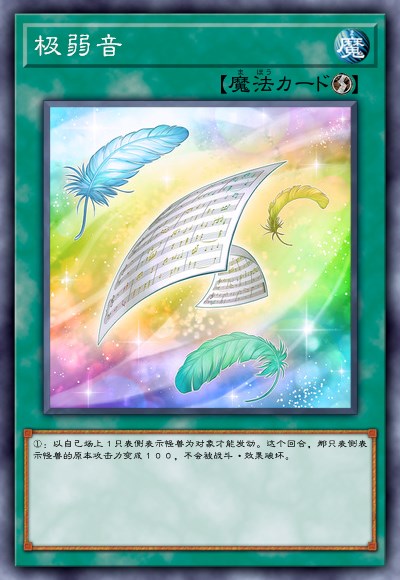 极弱音
魔
【魔法カード】
まほう
①：以自己场上１只表侧表示怪兽为对象才能发动。这个回合，那只表侧表
示怪兽的原本攻击力变成１００，不会被战斗·效果破坏。